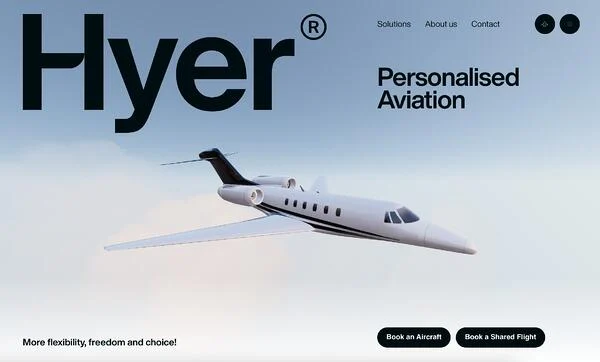 Hyer®
Solutions About us Contact
Personalised
Aviation
More flexibility, freedom and choice!
Book an Aircraft Book a Shared Flight